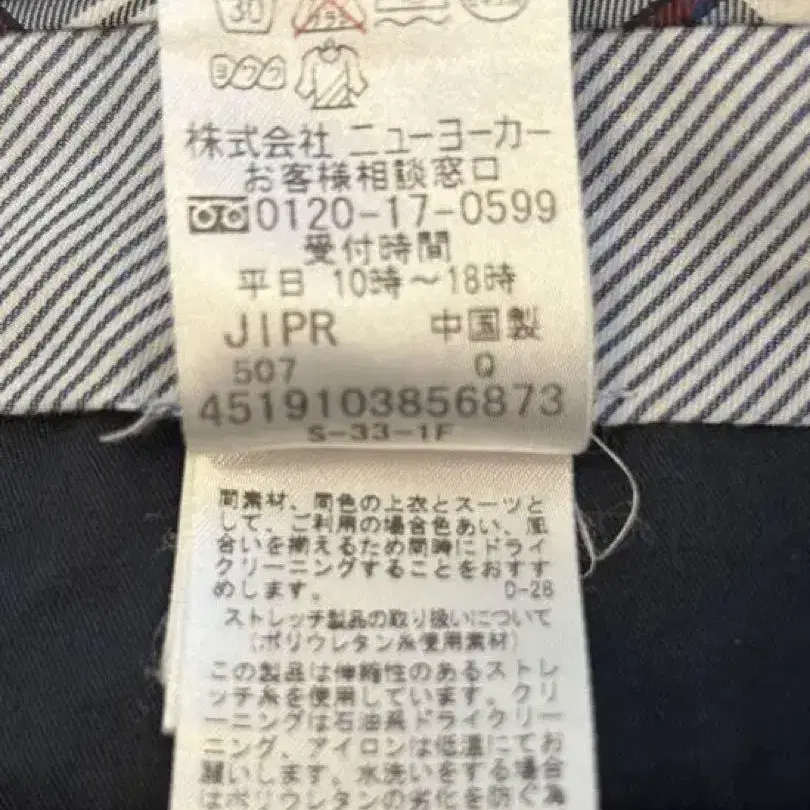 30
ヨワク
株式会社 ニューヨーカー
お客様相談窓口
0120-17-0599
受付時間
平日 10時～18時
JIPR 中国製
507 Q
4519103856873
S-33-1F
同素材、同色の上衣とスーツと
して、ご利用の場合色あい、風
合いを揃えるため同時にドライ
クリーニングすることをおすす
めします。 D-28
ストレッチ製品の取り扱いについて
(ポリウレタン糸使用素材)
この製品は伸縮性のあるストレ
ッチ糸を使用しています。クリ
ーニングは石油系ドライクリー
ニング、アイロンは低温にてお
願いします。水洗いをする場合
はポリウレタンの劣化を防ぐ為